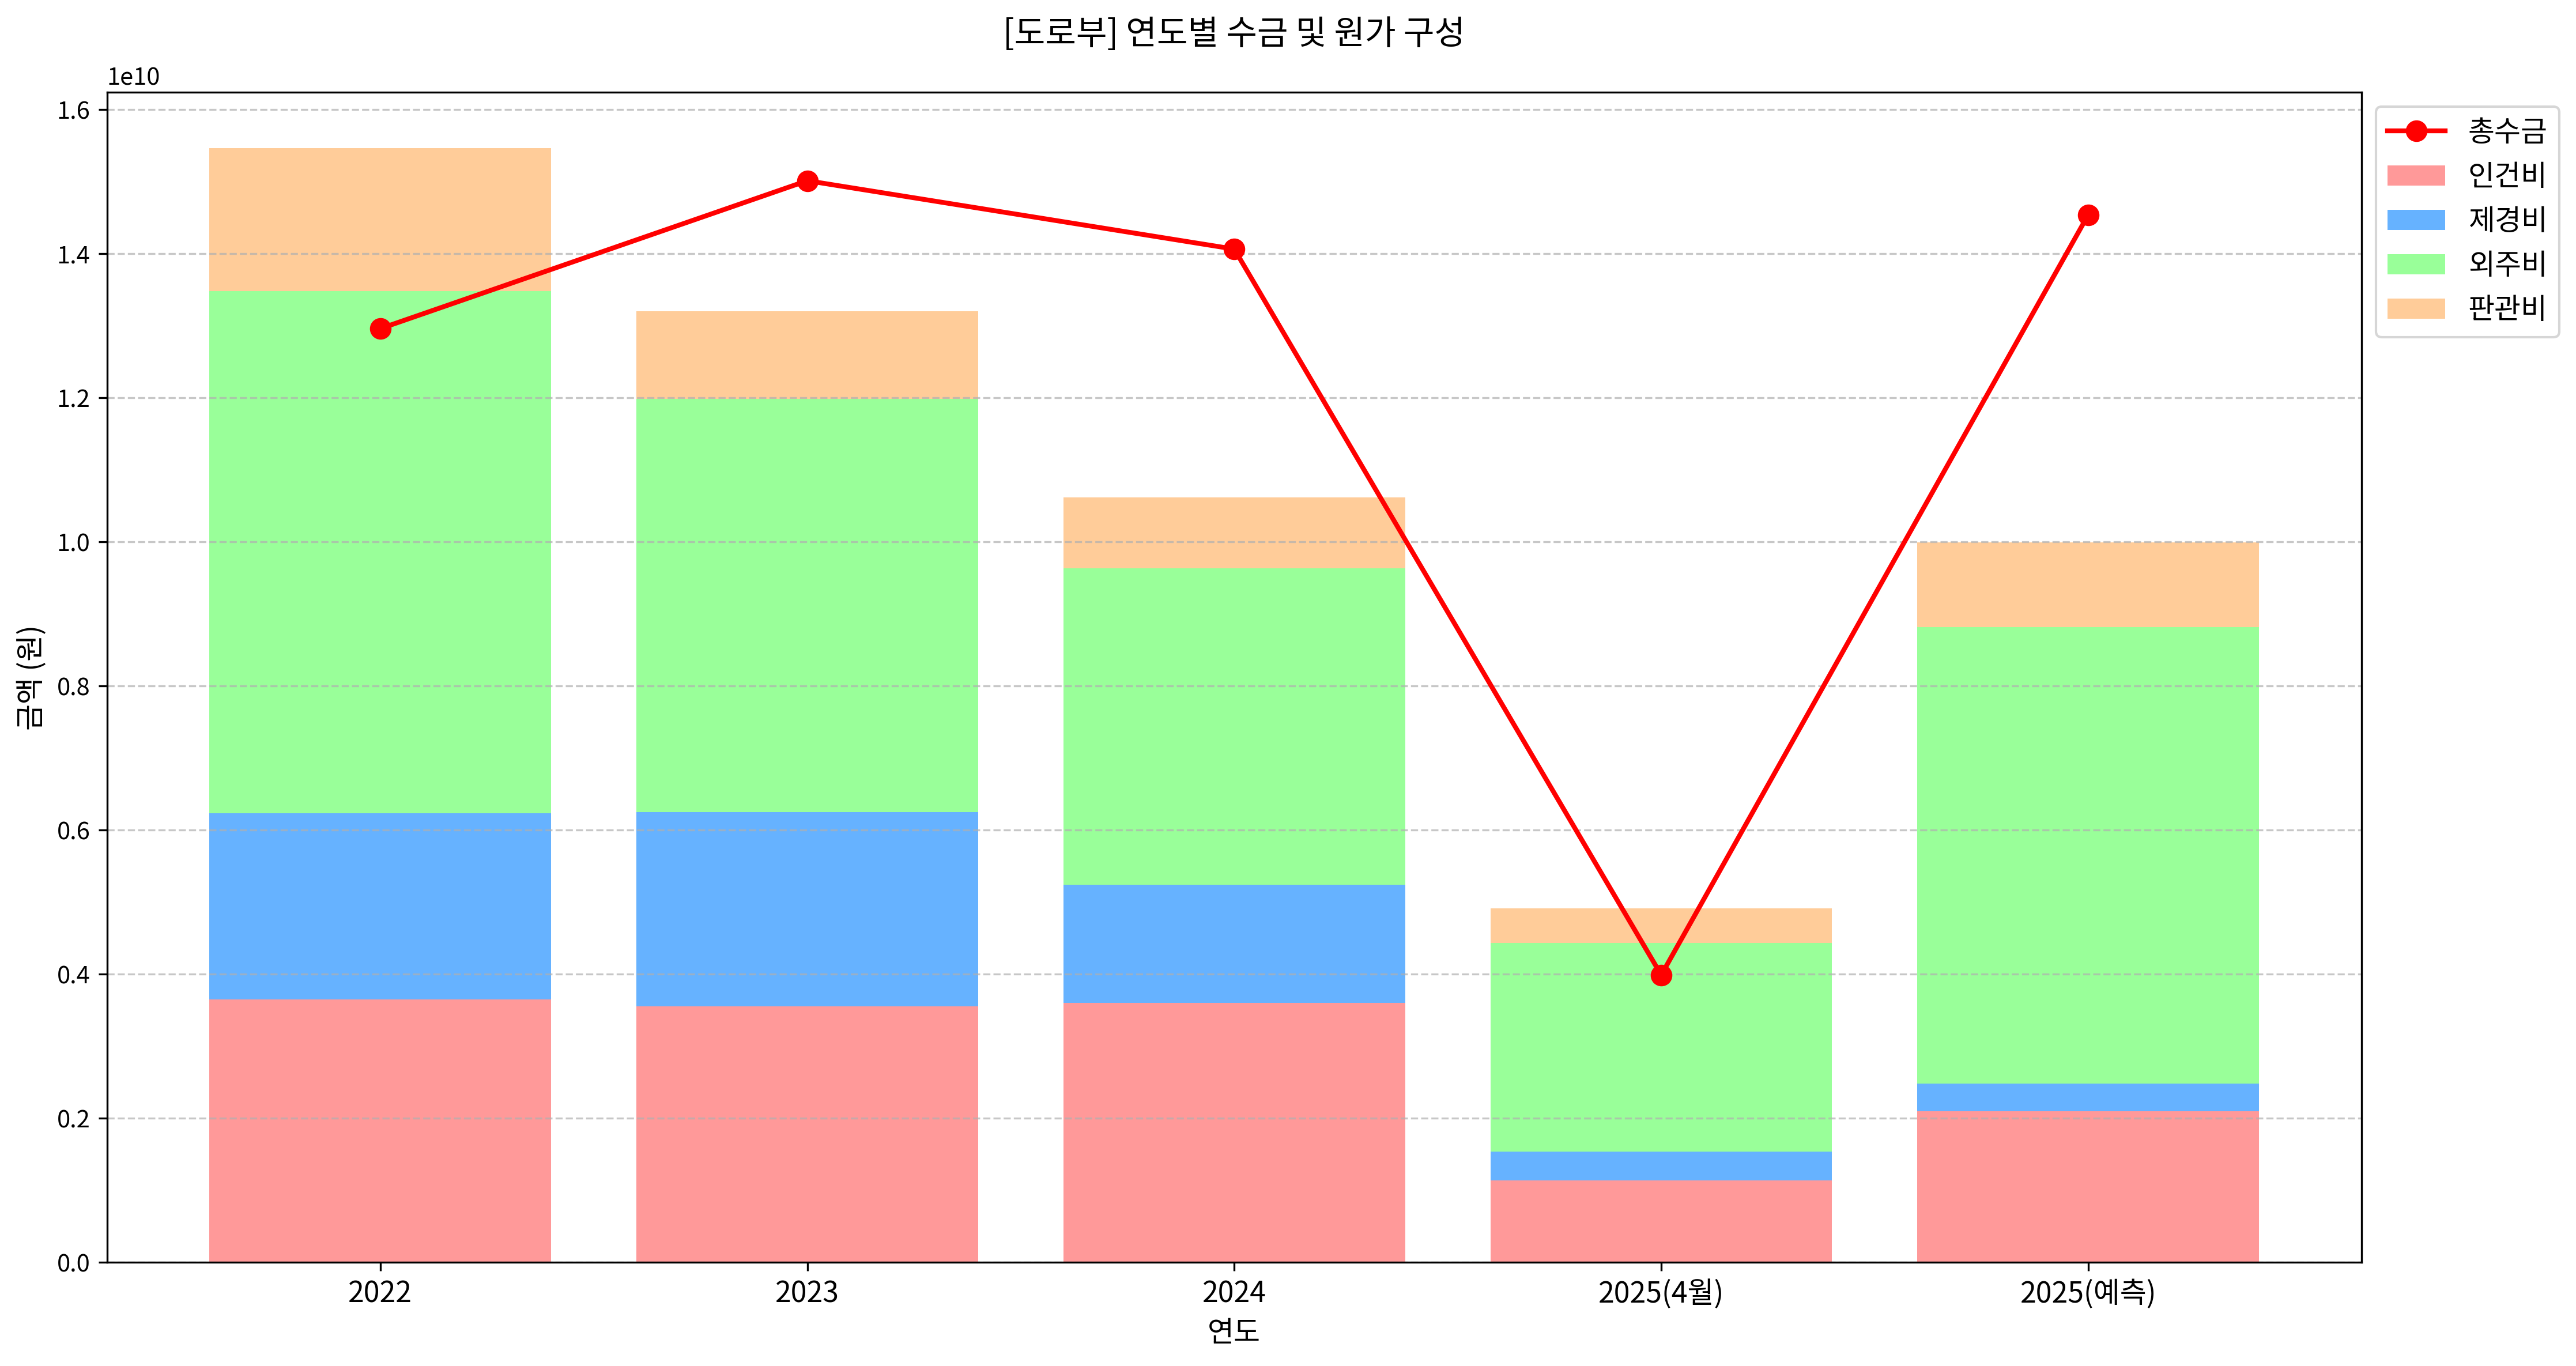 [도로부] 연도별 수금 및 원가 구성
1e10
1.6
1.4
1.2
1.0
0.8
0.6
0.4
0.2
0.0
금액 (원)
2022
2023
2024
2025(4월)
2025(예측)
연도
총수금
인건비
제경비
외주비
판관비